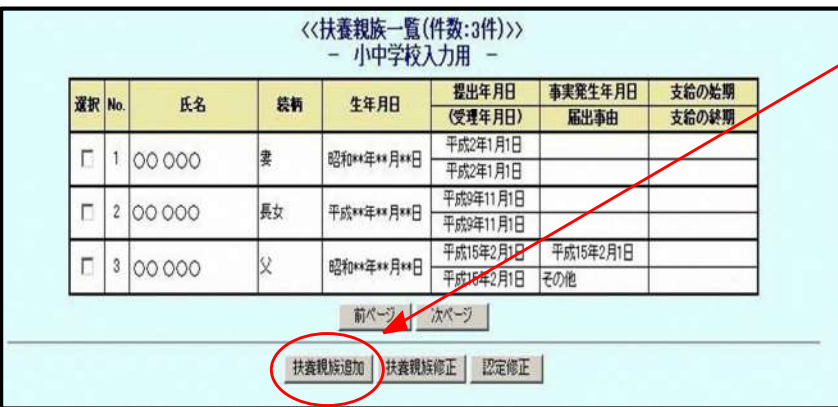 <<扶養親族一覧(件数:3件)>>
－ 小中学校入力用 －
選択 No. 氏名 続柄 生年月日 提出年月日 事実発生年月日 支給の始期
(受理年月日) 届出事由 支給の終期
1 〇〇 〇〇〇 妻 昭和**年**月**日 平成2年1月1日
平成2年1月1日
2 〇〇 〇〇〇 長女 平成**年**月**日 平成9年11月1日
平成9年11月1日
3 〇〇 〇〇〇 父 昭和**年**月**日 平成15年2月1日 平成15年2月1日
平成15年2月1日 その他
前ページ 次ページ
扶養親族追加 扶養親族修正 認定修正